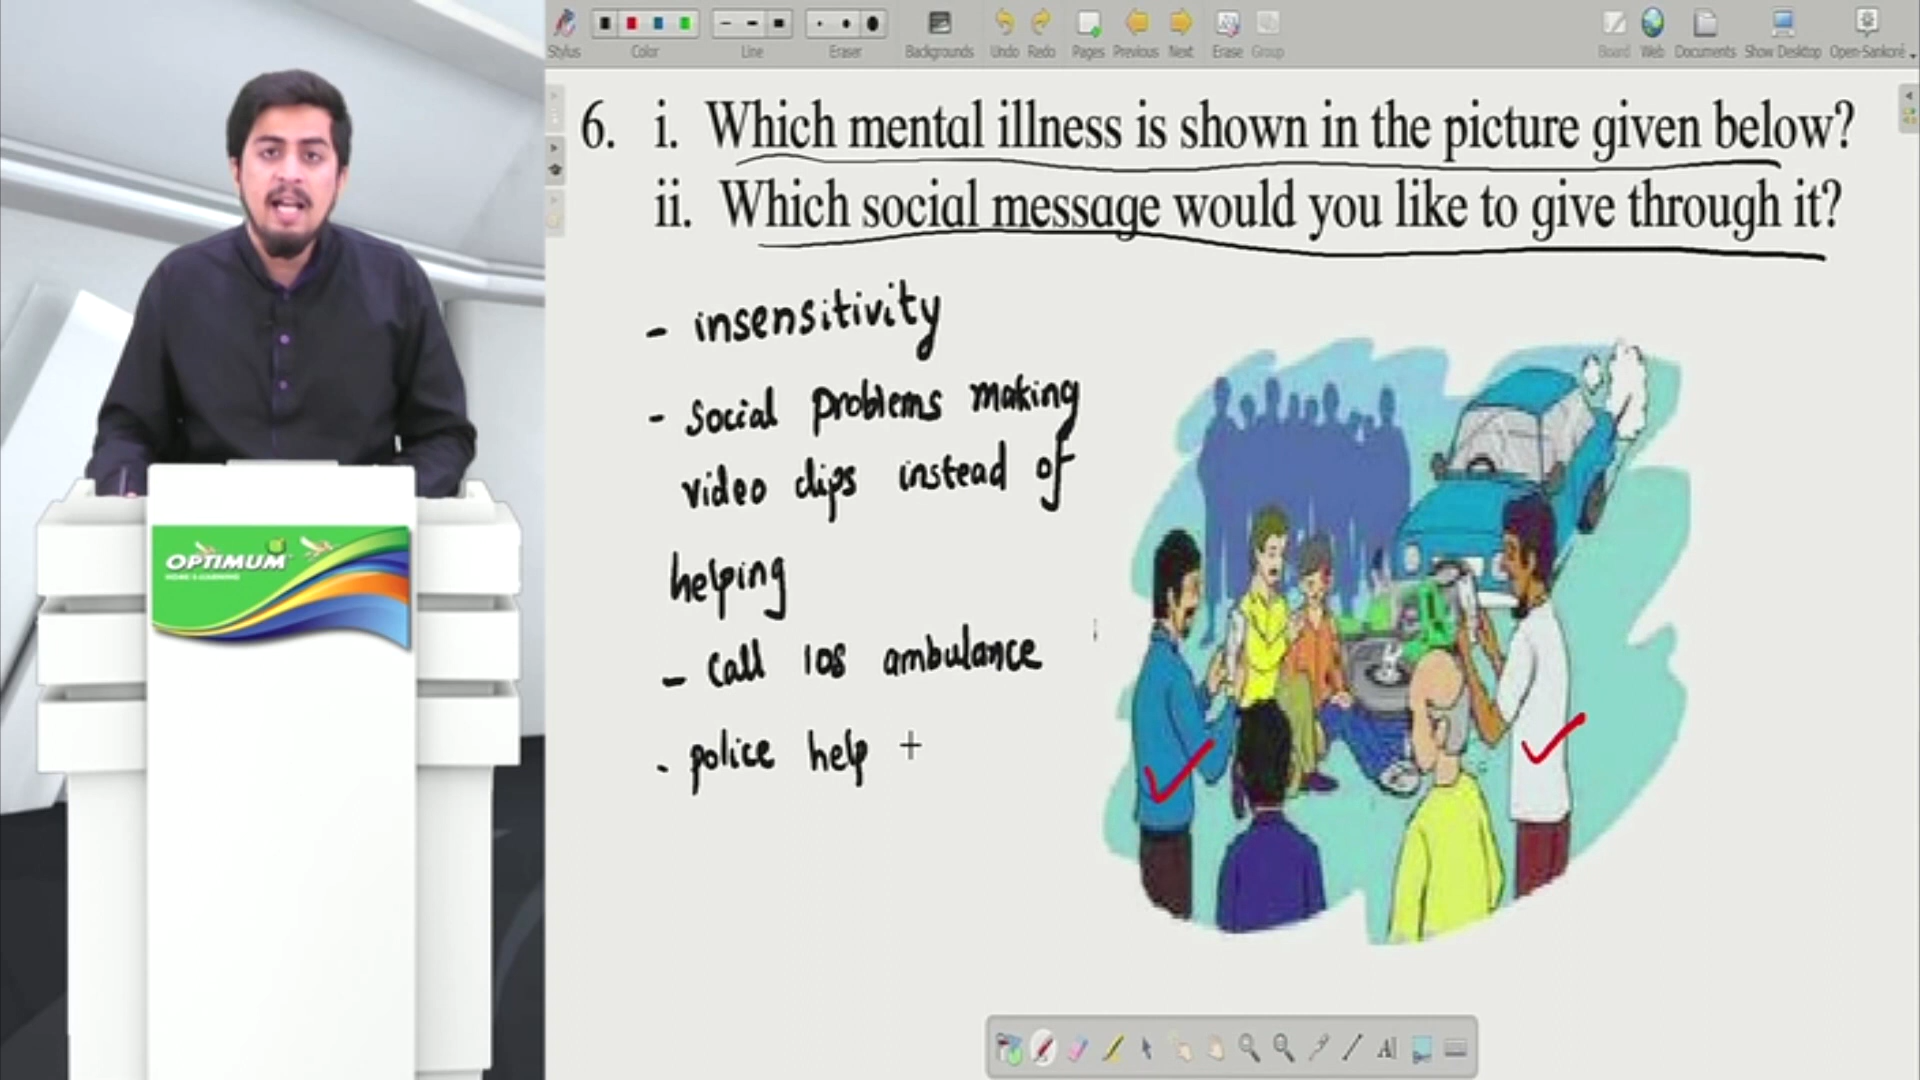 Stylus Color Line Eraser Backgrounds Undo Redo Pages Previous Next Erase Group Board Web Documents Show Desktop Open-Sankoré
6. i. Which mental illness is shown in the picture given below?
ii. Which social message would you like to give through it?
- insensitivity
- social problems making
video clips instead of
helping
- Call 108 ambulance
- police help +
OPTIMUM
HOME E-LEARNING